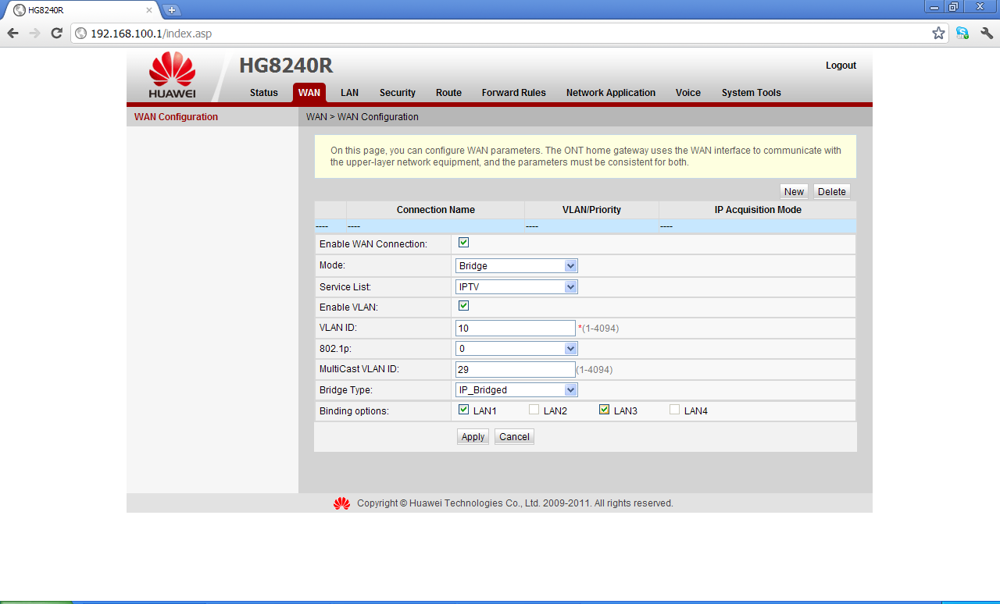 HG8240R
192.168.100.1/index.asp
HUAWEI
HG8240R
Logout
Status WAN LAN Security Route Forward Rules Network Application Voice System Tools
WAN Configuration
WAN > WAN Configuration
On this page, you can configure WAN parameters. The ONT home gateway uses the WAN interface to communicate with
the upper-layer network equipment, and the parameters must be consistent for both.
New Delete
Connection Name VLAN/Priority IP Acquisition Mode
---- ---- ---- ----
Enable WAN Connection:
Mode: Bridge
Service List: IPTV
Enable VLAN:
VLAN ID: 10 *(1-4094)
802.1p: 0
MultiCast VLAN ID: 29 (1-4094)
Bridge Type: IP_Bridged
Binding options: LAN1 LAN2 LAN3 LAN4
Apply Cancel
Copyright © Huawei Technologies Co., Ltd. 2009-2011. All rights reserved.